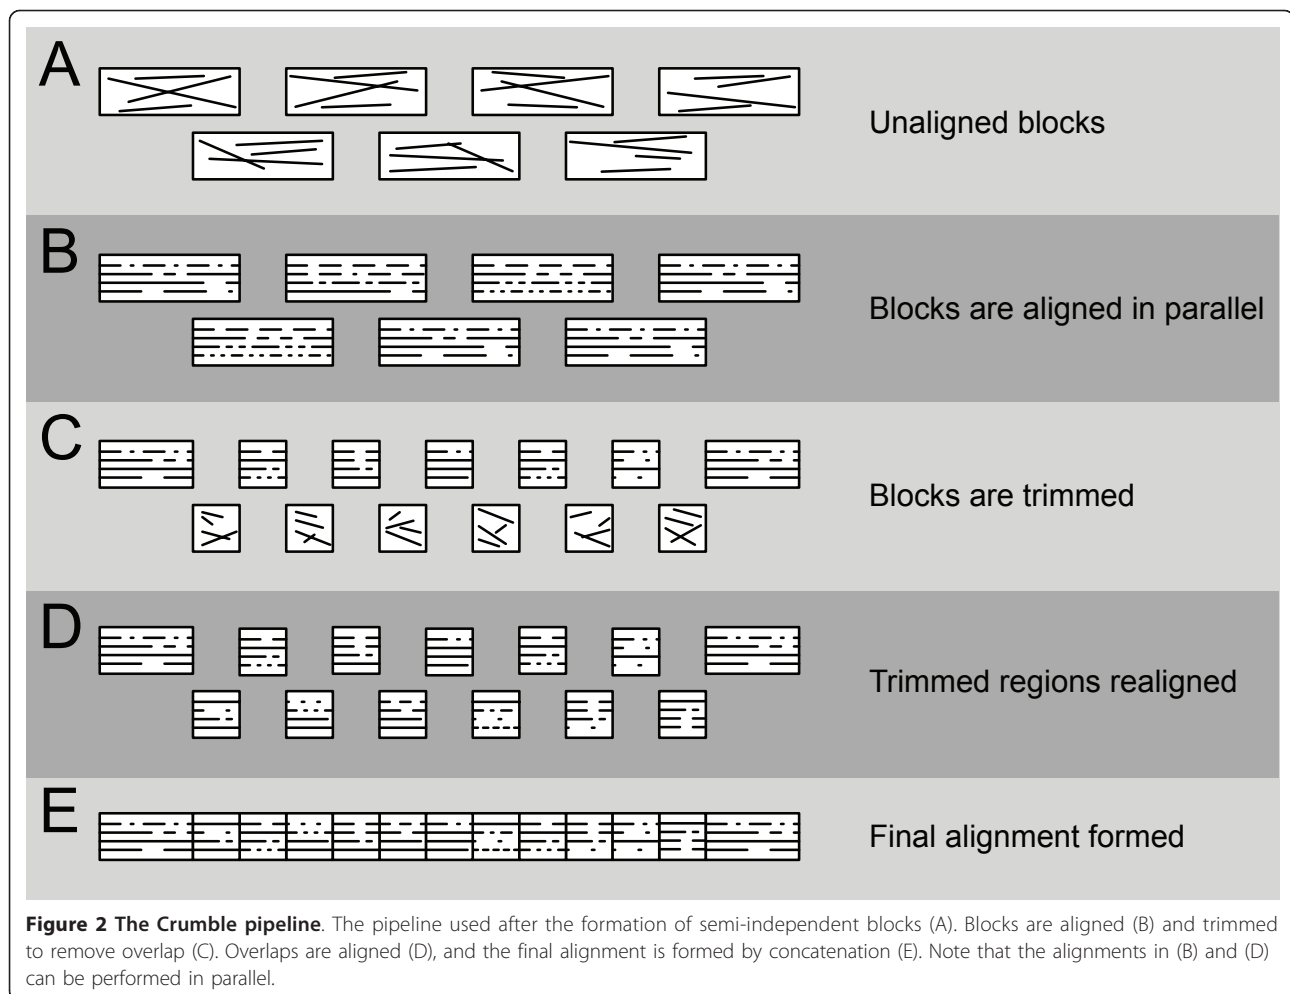 A
Unaligned blocks
B
Blocks are aligned in parallel
C
Blocks are trimmed
D
Trimmed regions realigned
E
Final alignment formed
Figure 2 The Crumble pipeline. The pipeline used after the formation of semi-independent blocks (A). Blocks are aligned (B) and trimmed
to remove overlap (C). Overlaps are aligned (D), and the final alignment is formed by concatenation (E). Note that the alignments in (B) and (D)
can be performed in parallel.